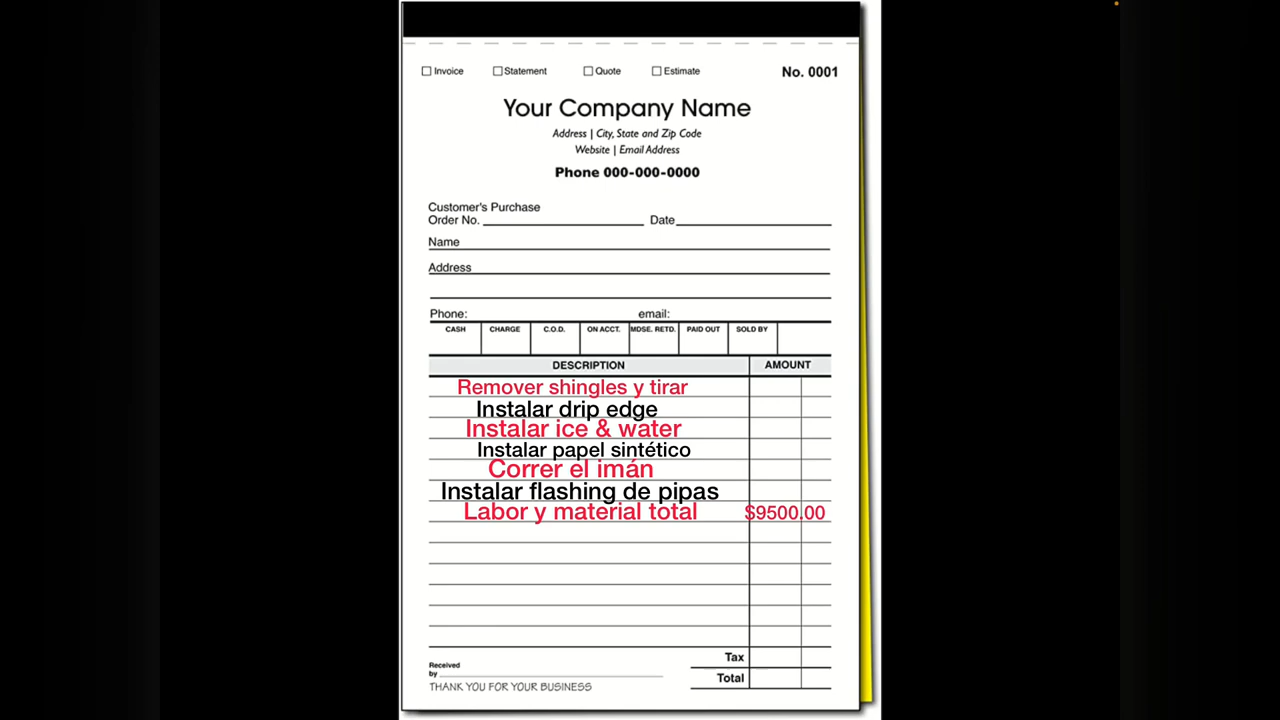 Invoice Statement Quote Estimate No. 0001
Your Company Name
Address | City, State and Zip Code
Website | Email Address
Phone 000-000-0000
Customer's Purchase
Order No. Date
Name
Address
Phone: email:
CASH CHARGE C.O.D. ON ACCT. MDSE. RETD. PAID OUT SOLD BY
DESCRIPTION AMOUNT
Remover shingles y tirar
Instalar drip edge
Instalar ice & water
Instalar papel sintético
Correr el imán
Instalar flashing de pipas
Labor y material total $9500.00
Tax
Received
by
Total
THANK YOU FOR YOUR BUSINESS